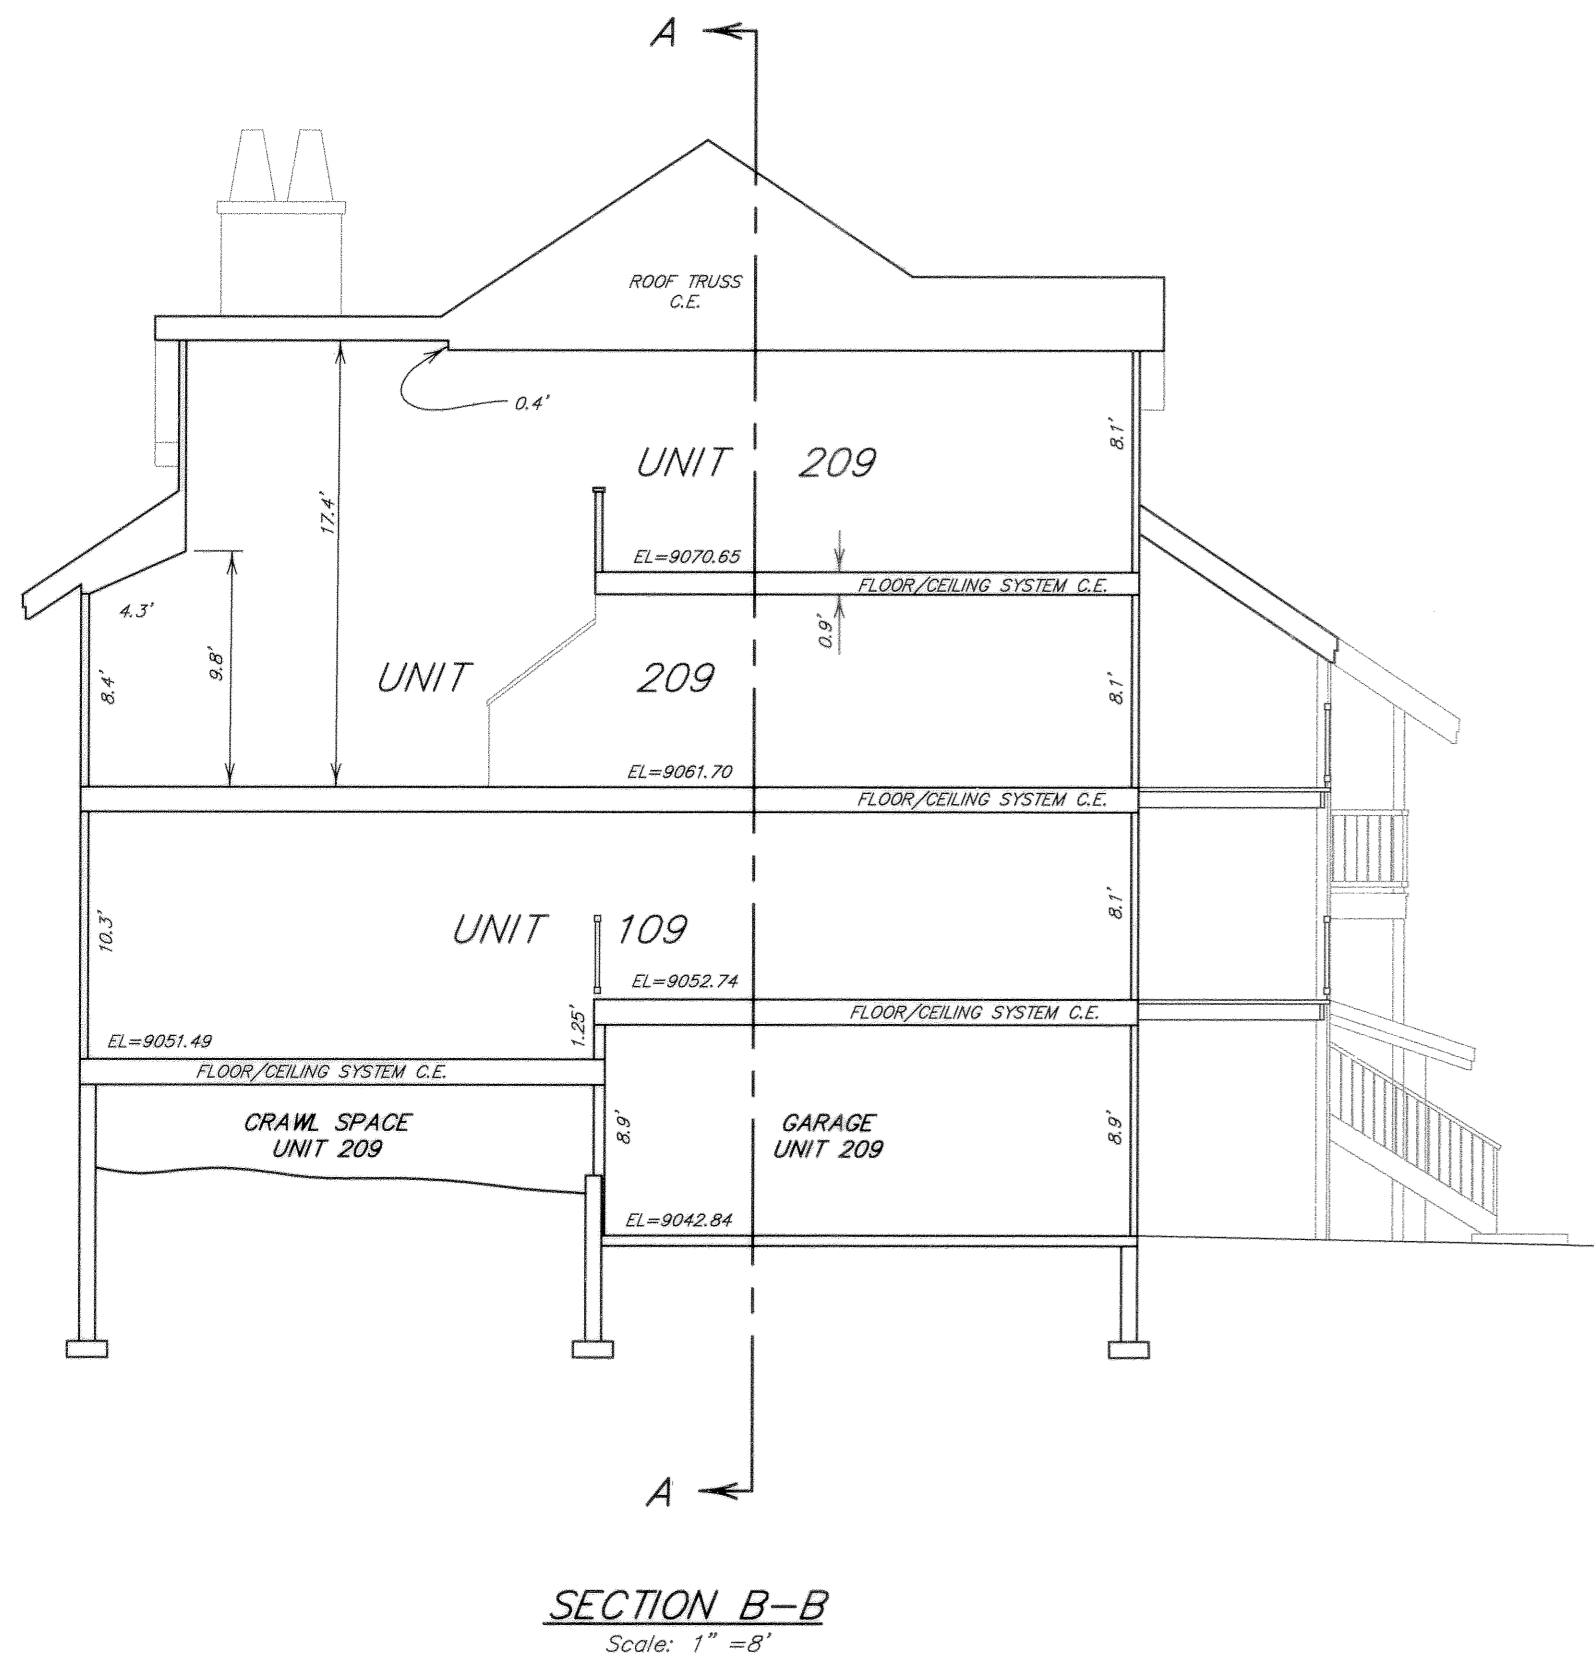 A
ROOF TRUSS
C.E.
0.4'
8.1'
UNIT 209
17.4'
EL=9070.65
FLOOR/CEILING SYSTEM C.E.
4.3'
0.9'
9.8'
8.4'
UNIT 209
8.1'
EL=9061.70
FLOOR/CEILING SYSTEM C.E.
10.3'
UNIT 109
8.1'
EL=9052.74
FLOOR/CEILING SYSTEM C.E.
1.25'
EL=9051.49
FLOOR/CEILING SYSTEM C.E.
CRAWL SPACE
UNIT 209
8.9'
GARAGE
UNIT 209
8.9'
EL=9042.84
A
SECTION B-B
Scale: 1" =8'